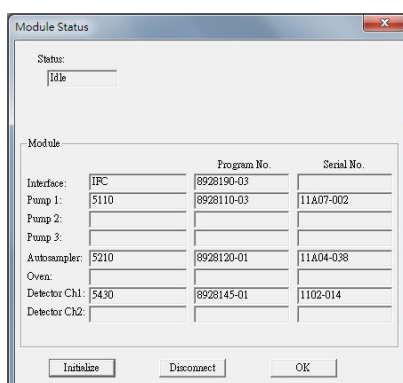 Module Status
Status:
Idle
Module
Program No. Serial No.
Interface: IFC 8928190-03
Pump 1: 5110 8928110-03 11A07-002
Pump 2:
Pump 3:
Autosampler: 5210 8928120-01 11A04-038
Oven:
Detector Ch1: 5430 8928145-01 1102-014
Detector Ch2:
Initialize Disconnect OK